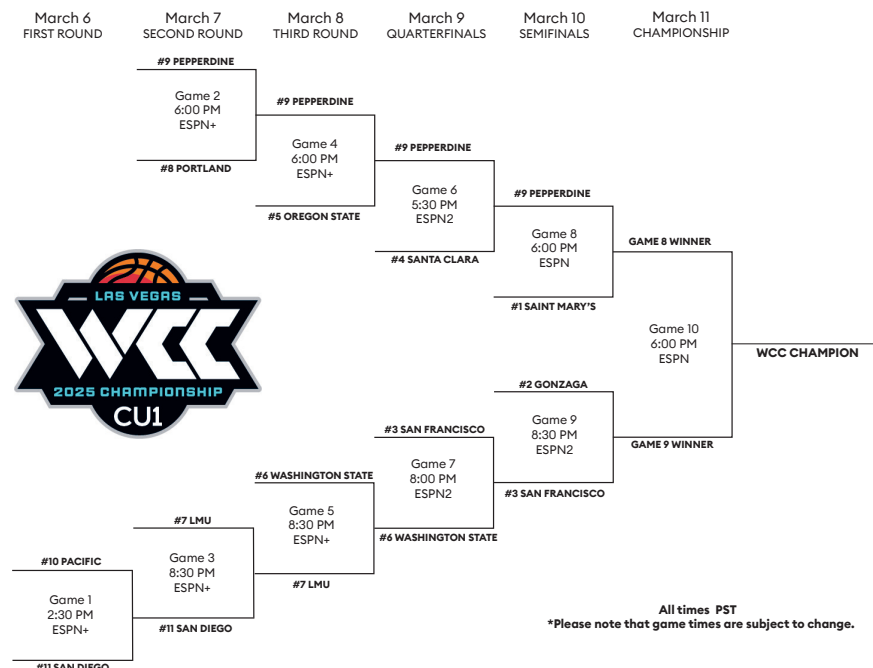 March 6
FIRST ROUND
March 7
SECOND ROUND
March 8
THIRD ROUND
March 9
QUARTERFINALS
March 10
SEMIFINALS
March 11
CHAMPIONSHIP
#9 PEPPERDINE
Game 2
6:00 PM
ESPN+
#8 PORTLAND
#9 PEPPERDINE
Game 4
6:00 PM
ESPN+
#5 OREGON STATE
#9 PEPPERDINE
Game 6
5:30 PM
ESPN2
#4 SANTA CLARA
#9 PEPPERDINE
Game 8
6:00 PM
ESPN
#1 SAINT MARY'S
GAME 8 WINNER
Game 10
6:00 PM
ESPN
WCC CHAMPION
GAME 9 WINNER
LAS VEGAS
WCC
2025 CHAMPIONSHIP
CU1
#2 GONZAGA
Game 9
8:30 PM
ESPN2
#3 SAN FRANCISCO
#3 SAN FRANCISCO
Game 7
8:00 PM
ESPN2
#6 WASHINGTON STATE
#6 WASHINGTON STATE
Game 5
8:30 PM
ESPN+
#7 LMU
#7 LMU
Game 3
8:30 PM
ESPN+
#11 SAN DIEGO
#10 PACIFIC
Game 1
2:30 PM
ESPN+
#11 SAN DIEGO
All times PST
*Please note that game times are subject to change.